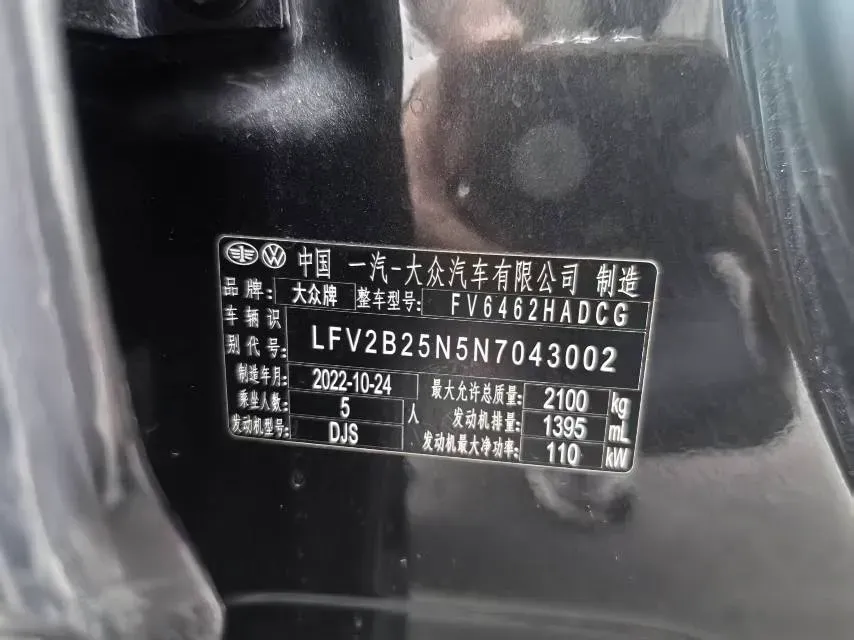 中国 一汽-大众汽车有限公司 制造
品牌: 大众牌 整车型号: FV6462HADCG
车辆识别代号: LFV2B25N5N7043002
制造年月: 2022-10-24 最大允许总质量: 2100 kg
乘坐人数: 5 人 发动机排量: 1395 mL
发动机型号: DJS 发动机最大净功率: 110 kW